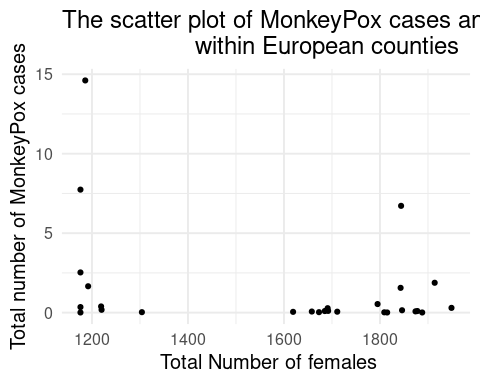 The scatter plot of MonkeyPox cases
within European counties
Total number of MonkeyPox cases
15
10
5
0
1200
1400
1600
1800
Total Number of females